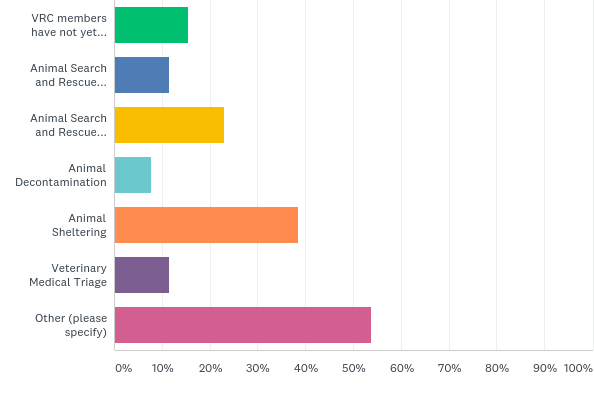 VRC members
have not yet...
Animal Search
and Rescue...
Animal Search
and Rescue...
Animal
Decontamination
Animal
Sheltering
Veterinary
Medical Triage
Other (please
specify)
0% 10% 20% 30% 40% 50% 60% 70% 80% 90% 100%